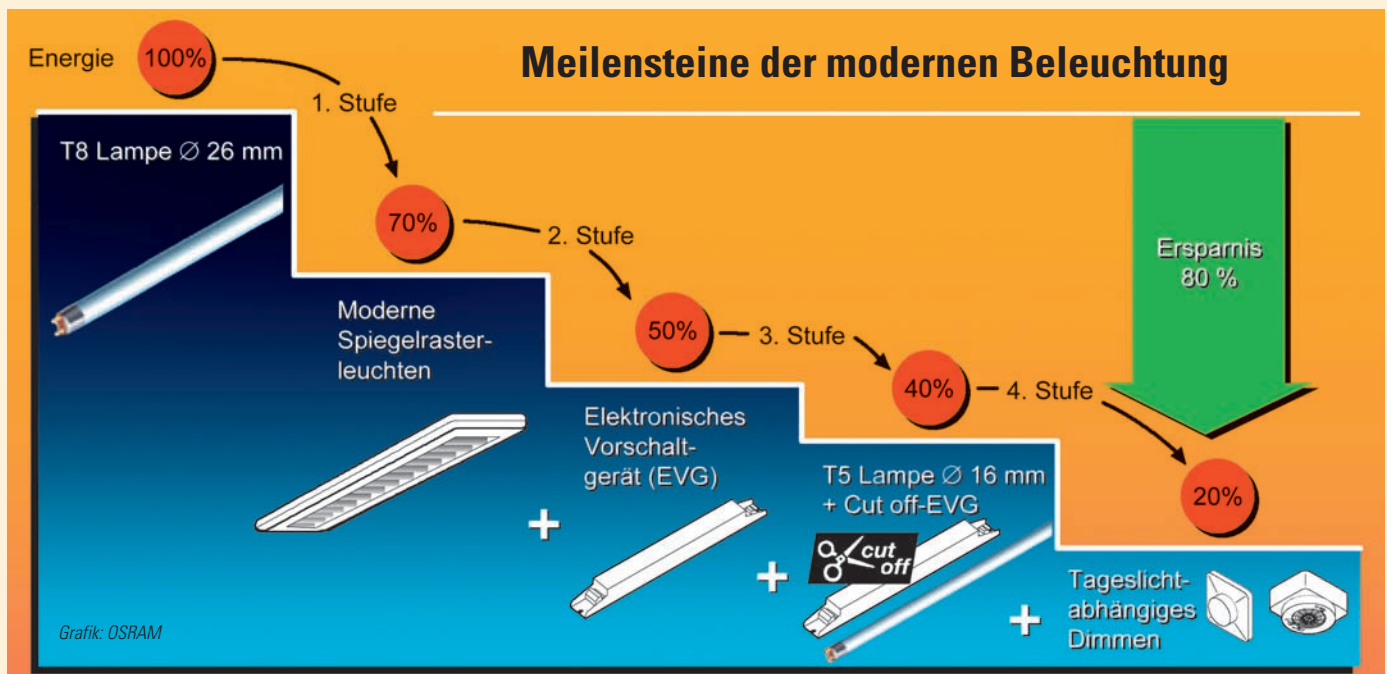 Meilensteine der modernen Beleuchtung
Energie 100%
1. Stufe
T8 Lampe ∅ 26 mm
70%
2. Stufe
Moderne
Spiegelraster-
leuchten
50%
3. Stufe
Elektronisches
Vorschalt-
gerät (EVG)
40%
4. Stufe
T5 Lampe ∅ 16 mm
+ Cut off-EVG
cut
off
20%
Tageslicht-
abhängiges
Dimmen
Ersparnis
80 %
+
+
+
Grafik: OSRAM